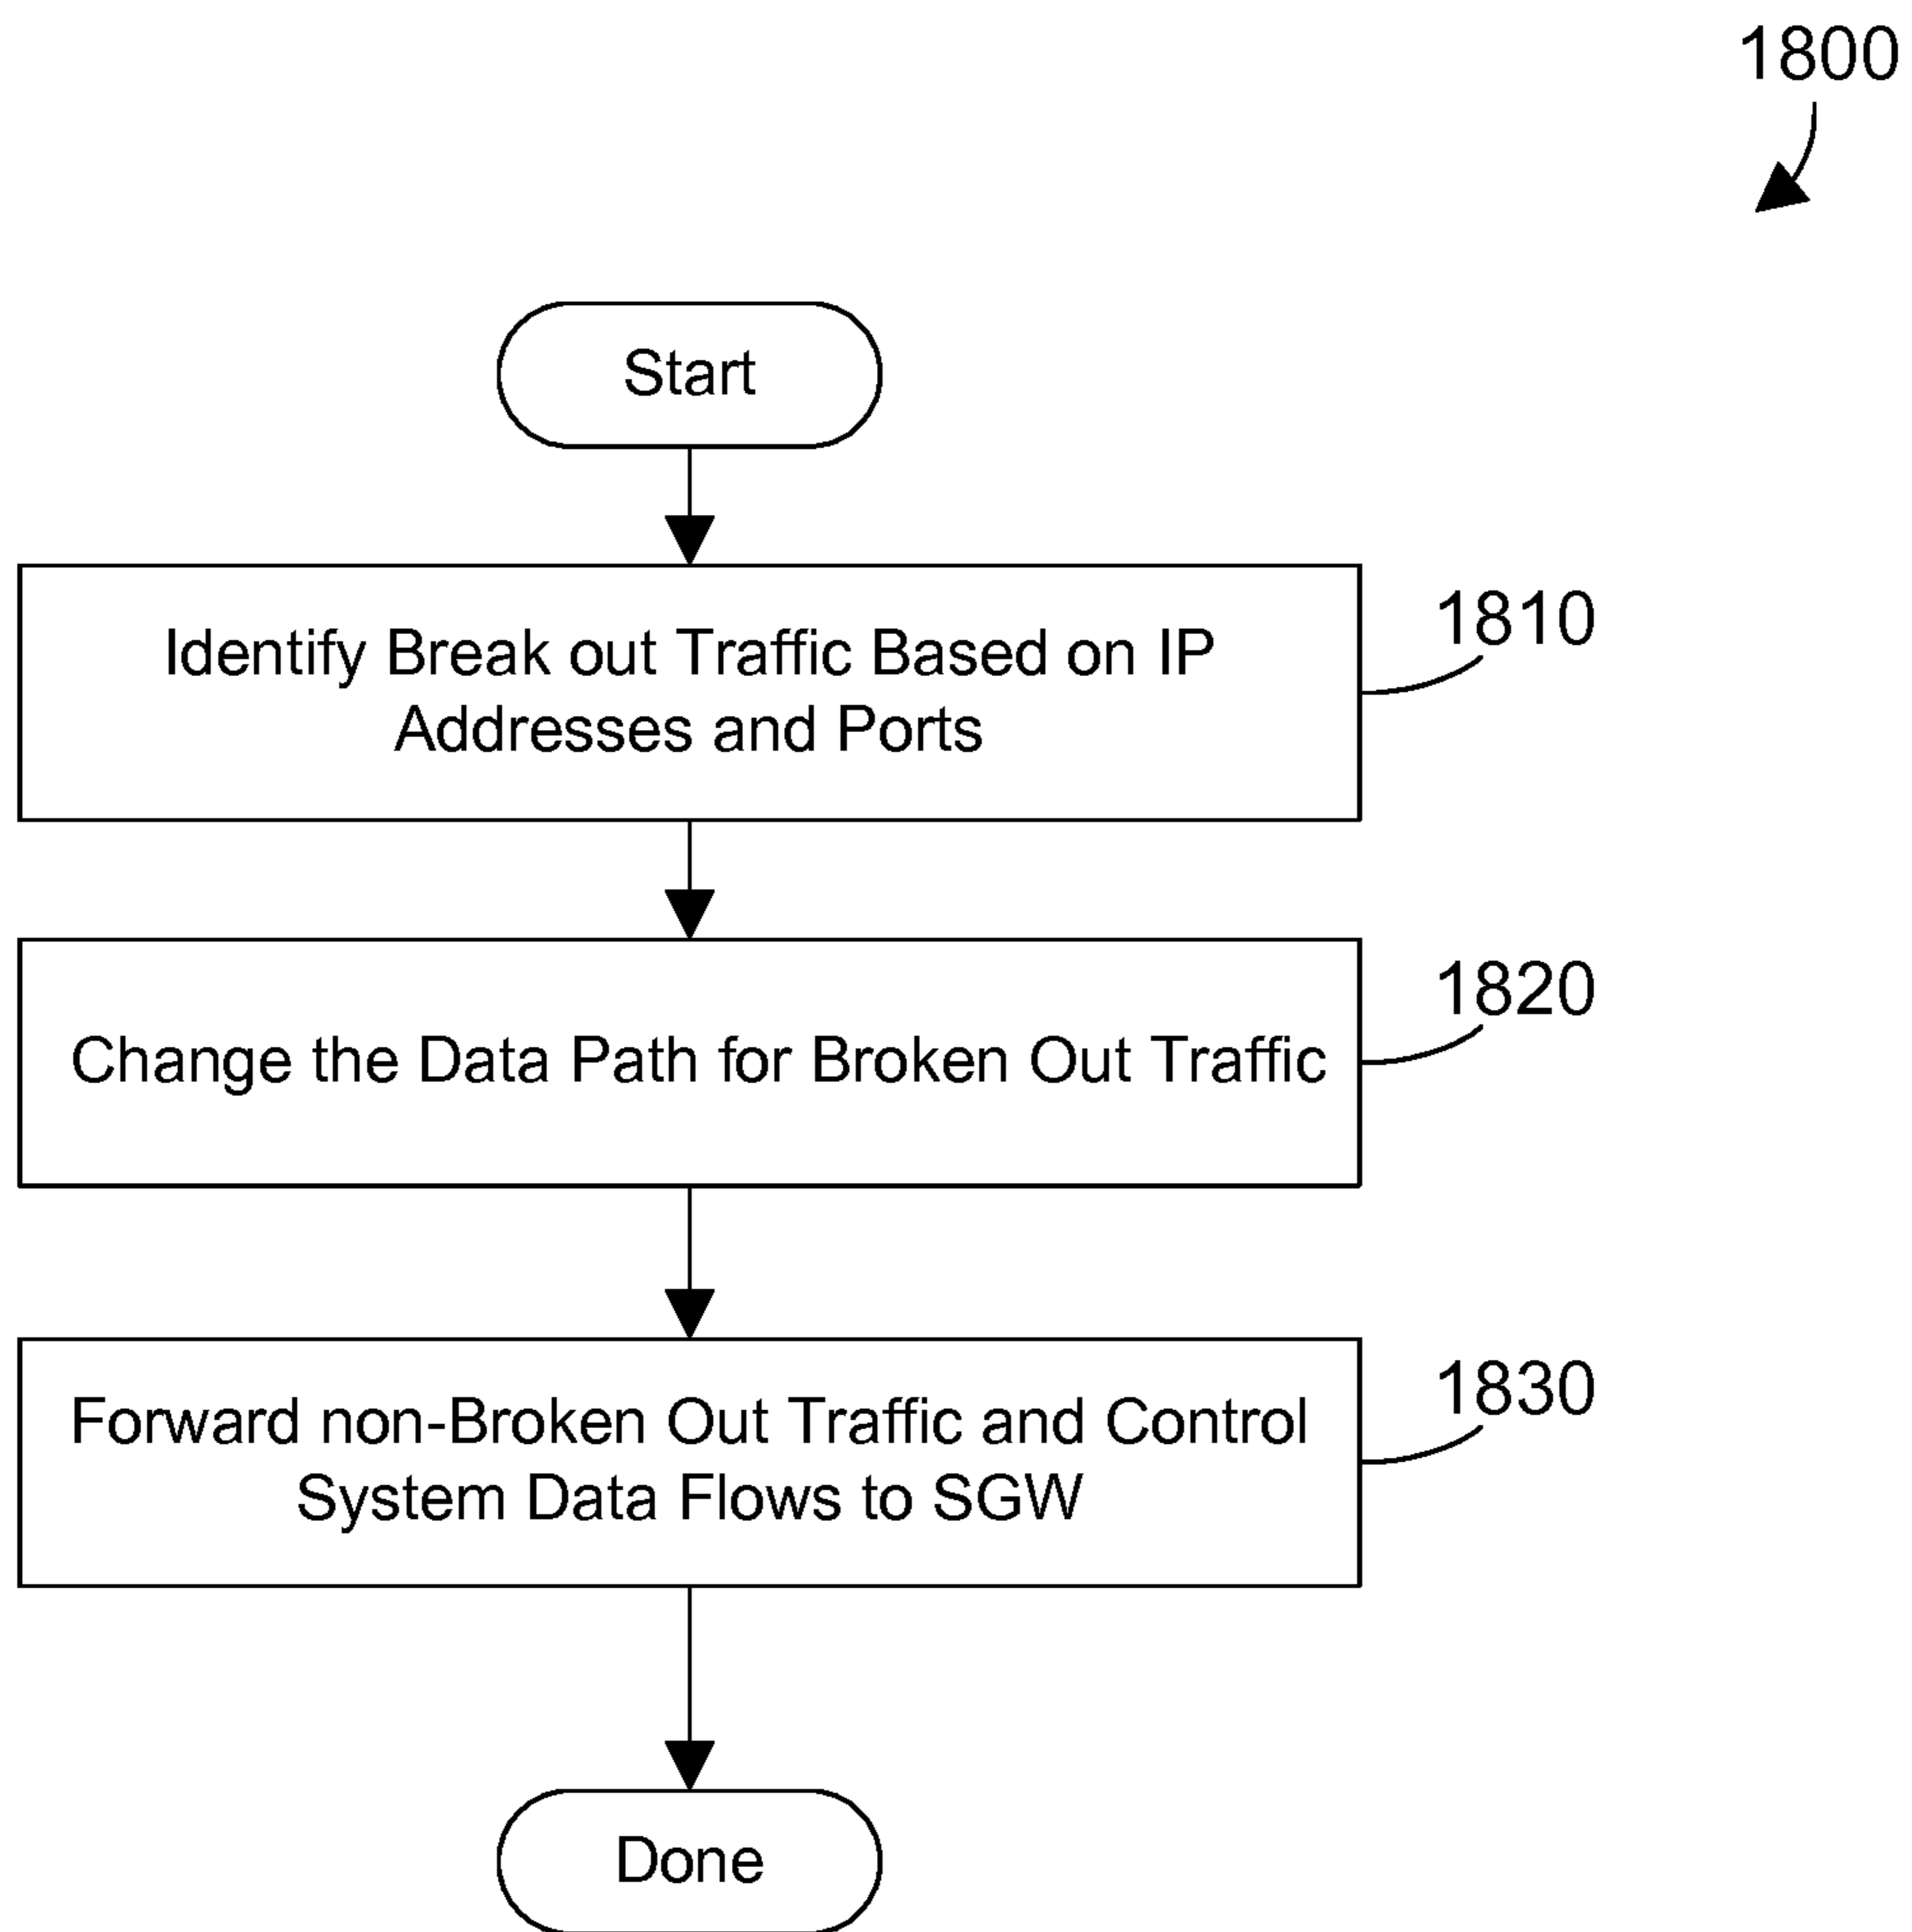 1800
Start
Identify Break out Traffic Based on IP
Addresses and Ports
1810
Change the Data Path for Broken Out Traffic
1820
Forward non-Broken Out Traffic and Control
System Data Flows to SGW
1830
Done